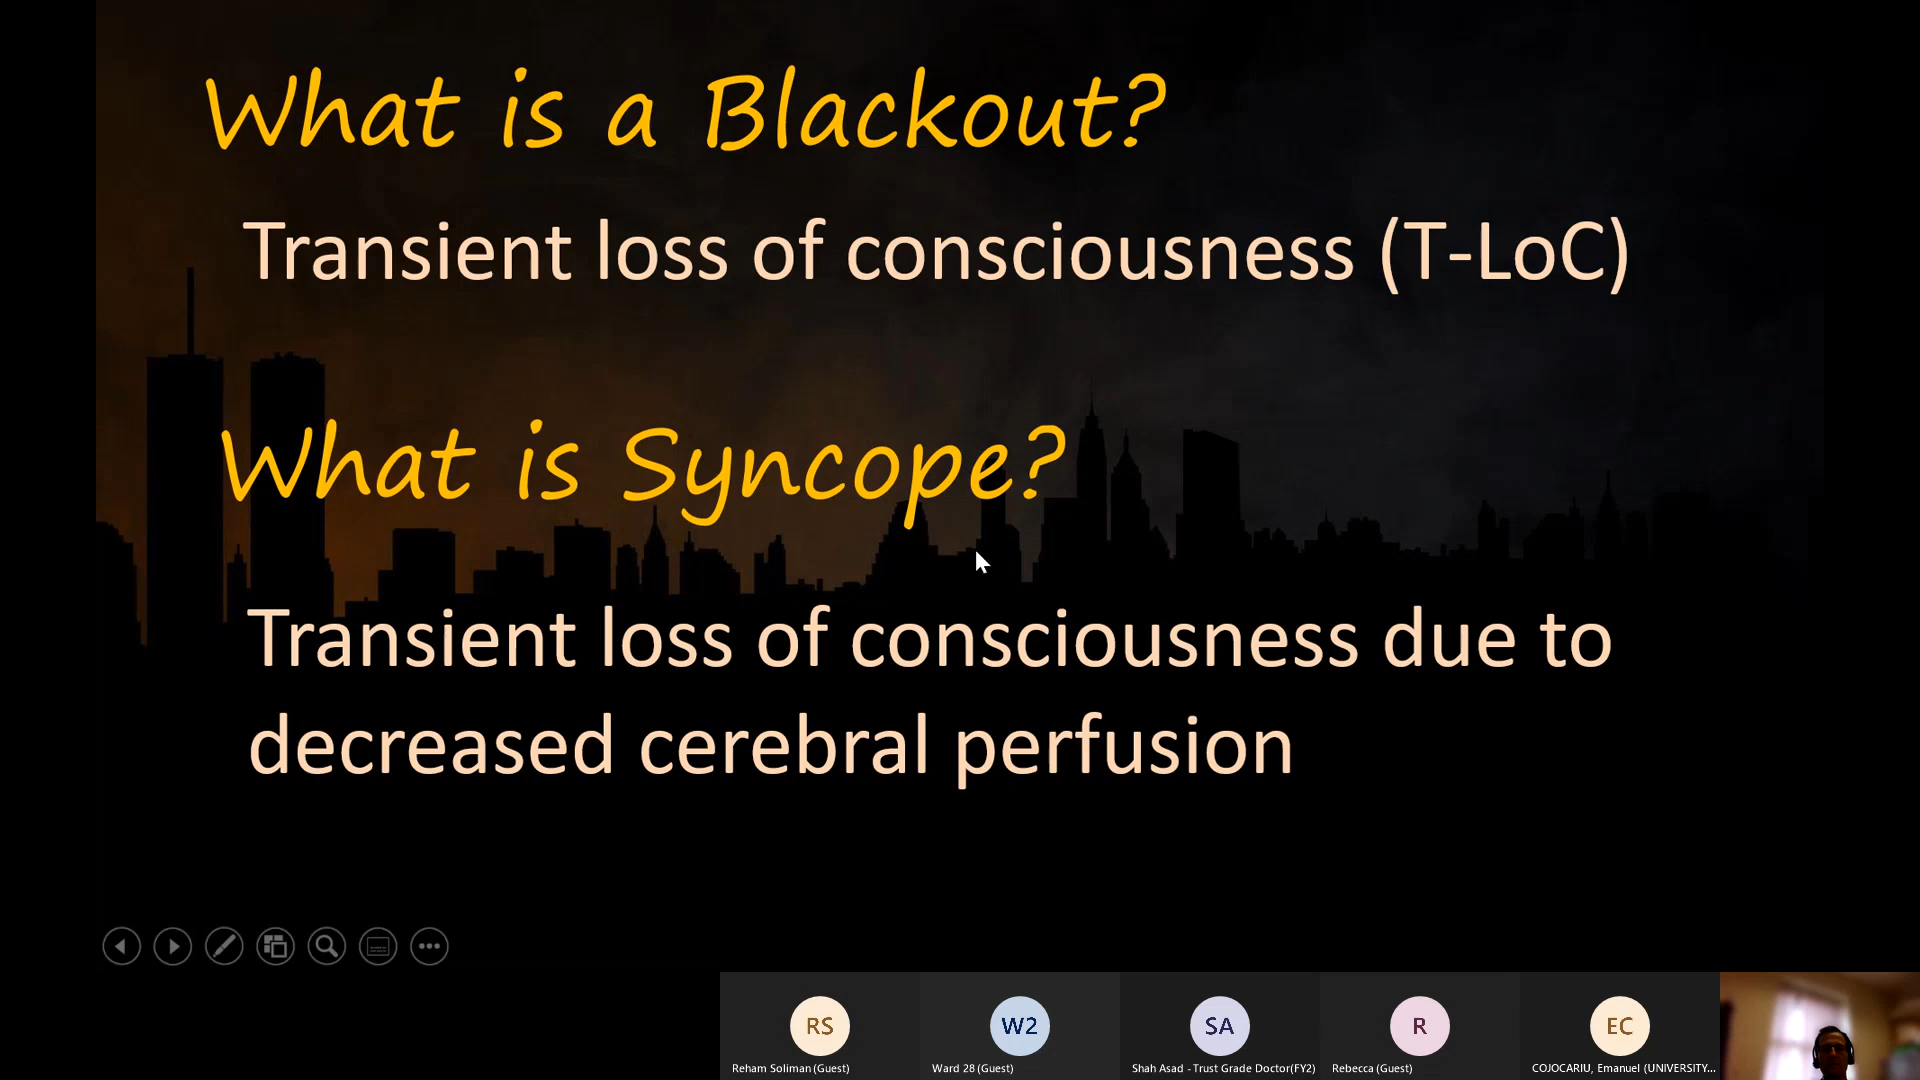 What is a Blackout?
Transient loss of consciousness (T-LoC)
What is Syncope?
Transient loss of consciousness due to
decreased cerebral perfusion
RS
W2
SA
R
EC
Reham Soliman (Guest)
Ward 28 (Guest)
Shah Asad - Trust Grade Doctor(FY2)
Rebecca (Guest)
COJOCARIU, Emanuel (UNIVERSITY...